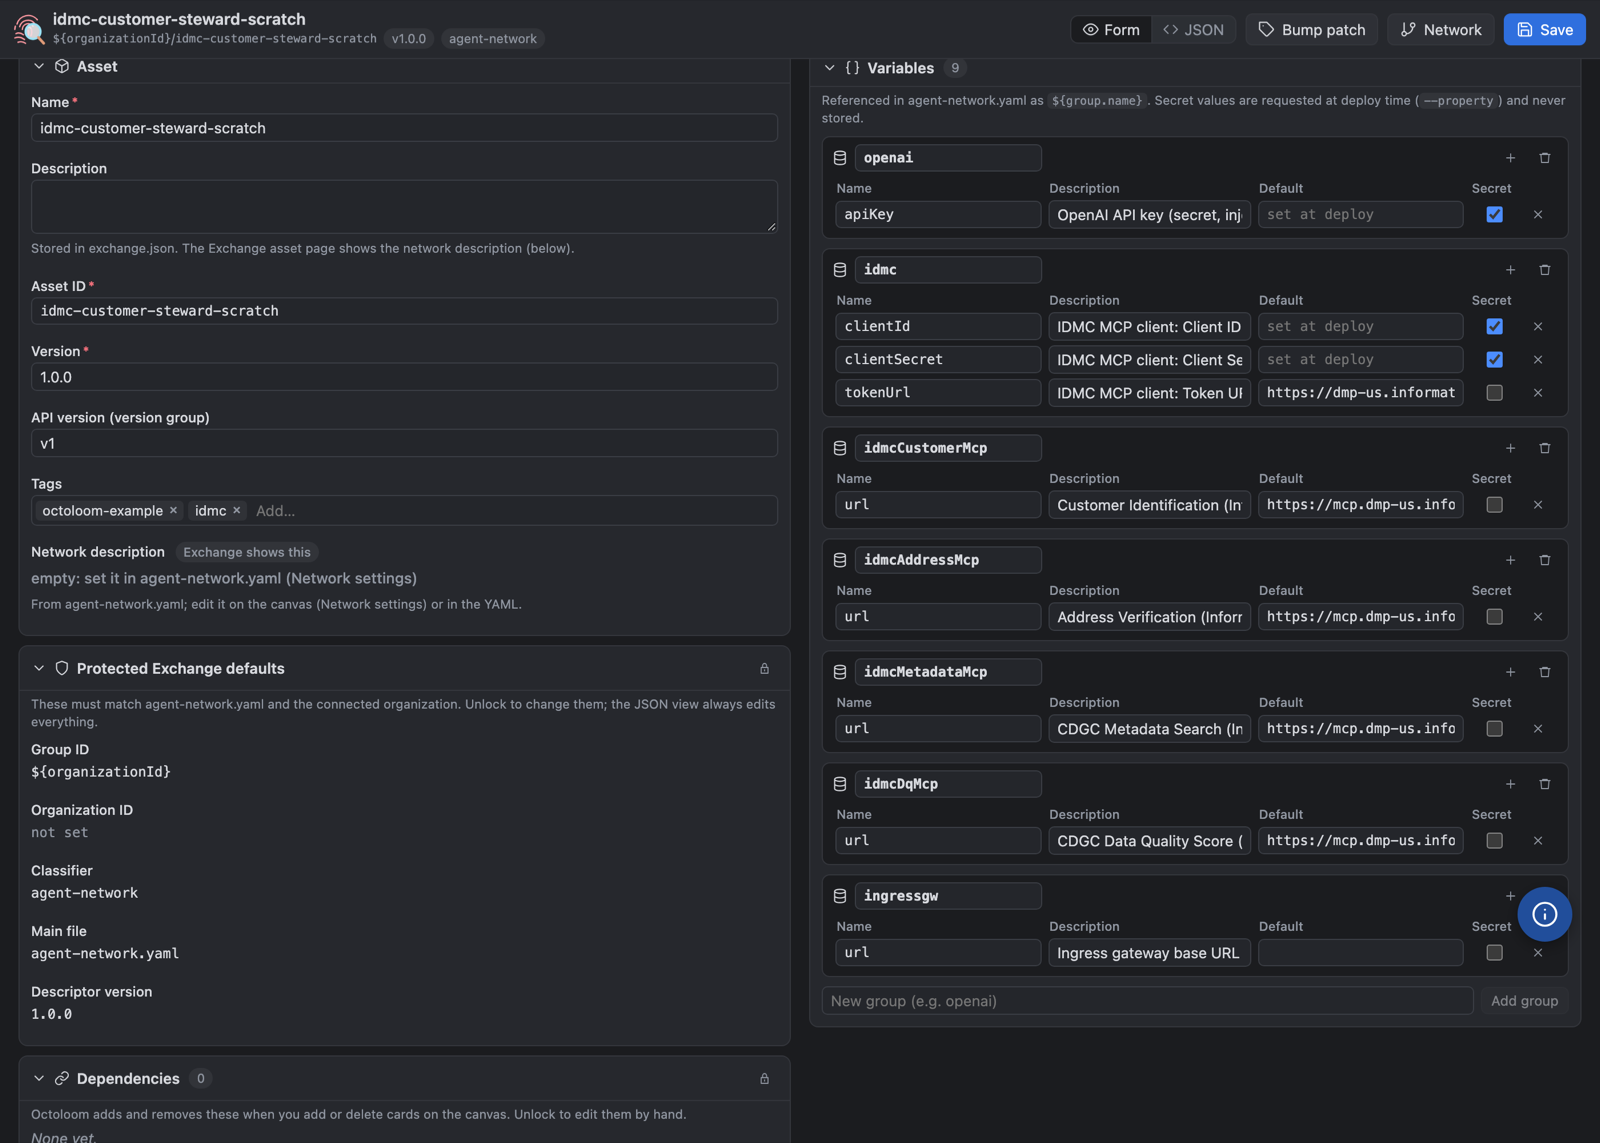 idmc-customer-steward-scratch
${organizationId}/idmc-customer-steward-scratch
v1.0.0
agent-network
Form
<> JSON
Bump patch
Network
Save
Asset
Name*
idmc-customer-steward-scratch
Description
Stored in exchange.json. The Exchange asset page shows the network description (below).
Asset ID*
idmc-customer-steward-scratch
Version*
1.0.0
API version (version group)
v1
Tags
octoloom-example ×
idmc ×
Add...
Network description
Exchange shows this
empty: set it in agent-network.yaml (Network settings)
From agent-network.yaml; edit it on the canvas (Network settings) or in the YAML.
Protected Exchange defaults
These must match agent-network.yaml and the connected organization. Unlock to change them; the JSON view always edits
everything.
Group ID
${organizationId}
Organization ID
not set
Classifier
agent-network
Main file
agent-network.yaml
Descriptor version
1.0.0
Dependencies 0
Octoloom adds and removes these when you add or delete cards on the canvas. Unlock to edit them by hand.
None yet.
{} Variables 9
Referenced in agent-network.yaml as ${group.name}. Secret values are requested at deploy time (--property) and never
stored.
openai
Name Description Default Secret
apiKey OpenAI API key (secret, inj set at deploy
idmc
Name Description Default Secret
clientId IDMC MCP client: Client ID set at deploy
clientSecret IDMC MCP client: Client Se set at deploy
tokenUrl IDMC MCP client: Token UR https://dmp-us.informat
idmcCustomerMcp
Name Description Default Secret
url Customer Identification (In https://mcp.dmp-us.info
idmcAddressMcp
Name Description Default Secret
url Address Verification (Inforr https://mcp.dmp-us.info
idmcMetadataMcp
Name Description Default Secret
url CDGC Metadata Search (In https://mcp.dmp-us.info
idmcDqMcp
Name Description Default Secret
url CDGC Data Quality Score ( https://mcp.dmp-us.info
ingressgw
Name Description Default Secret
url Ingress gateway base URL
New group (e.g. openai)
Add group